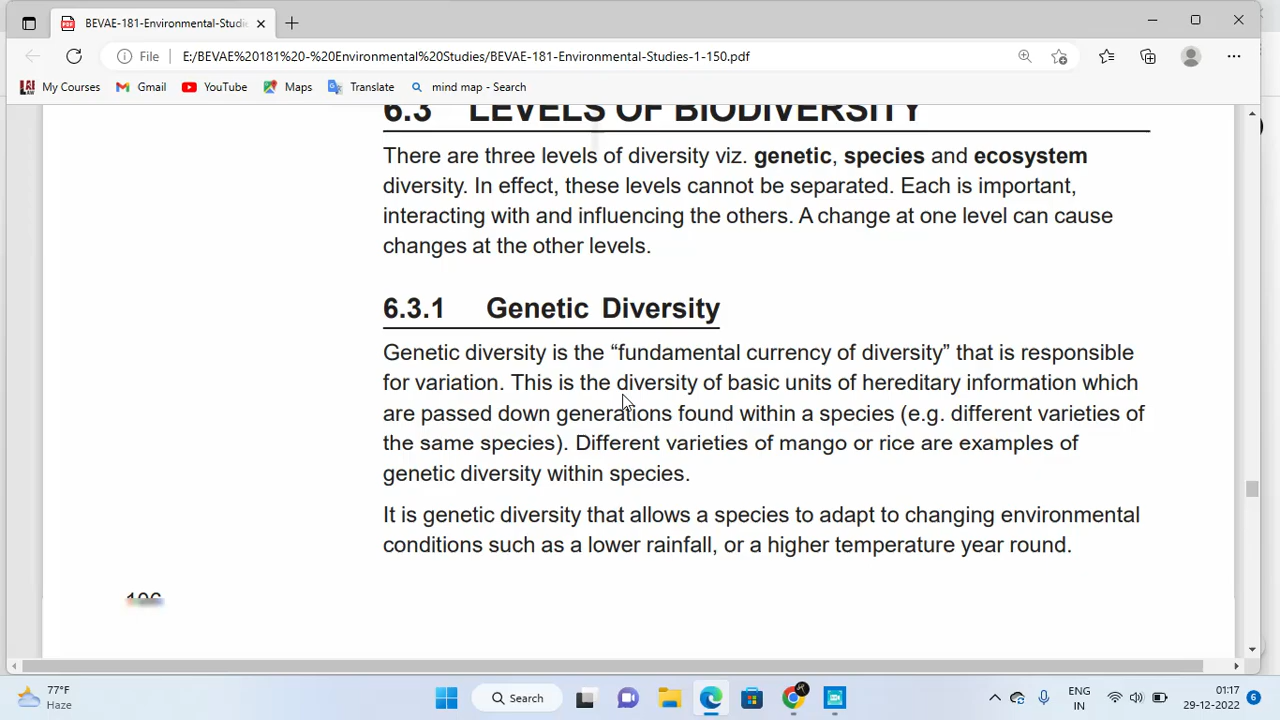 BEVAE-181-Environmental-Studi
File
E:/BEVAE%20181%20-%20Environmental%20Studies/BEVAE-181-Environmental-Studies-1-150.pdf
My Courses Gmail YouTube Maps Translate mind map - Search
6.3 LEVELS OF BIODIVERSITY
There are three levels of diversity viz. genetic, species and ecosystem
diversity. In effect, these levels cannot be separated. Each is important,
interacting with and influencing the others. A change at one level can cause
changes at the other levels.
6.3.1 Genetic Diversity
Genetic diversity is the “fundamental currency of diversity” that is responsible
for variation. This is the diversity of basic units of hereditary information which
are passed down generations found within a species (e.g. different varieties of
the same species). Different varieties of mango or rice are examples of
genetic diversity within species.
It is genetic diversity that allows a species to adapt to changing environmental
conditions such as a lower rainfall, or a higher temperature year round.
77°F
Haze
Search
ENG
IN
01:17
29-12-2022
6